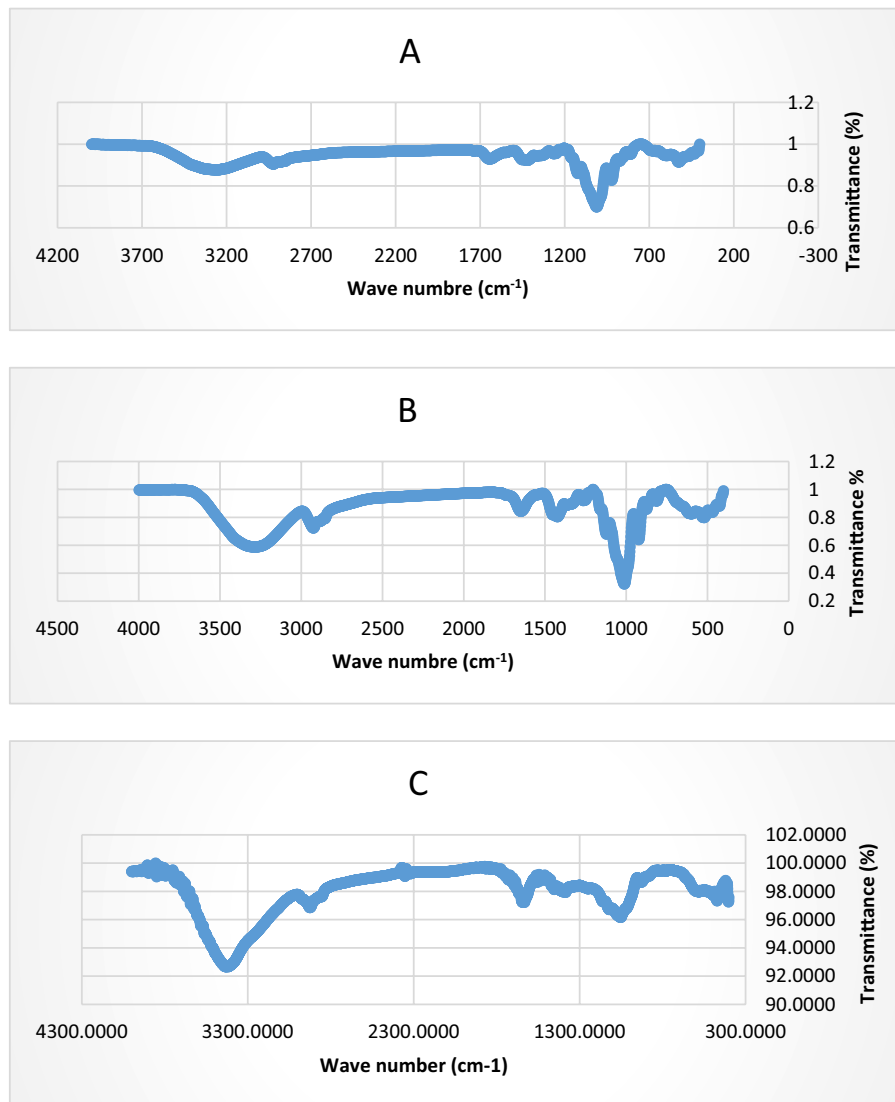 A
1.2
1
0.8
0.6
Transmittance (%)
4200 3700 3200 2700 2200 1700 1200 700 200 -300
Wave numbre (cm⁻¹)
B
1.2
1
0.8
0.6
0.4
0.2
Transmittance %
4500 4000 3500 3000 2500 2000 1500 1000 500 0
Wave numbre (cm⁻¹)
C
102.0000
100.0000
98.0000
96.0000
94.0000
92.0000
90.0000
Transmittance (%)
4300.0000 3300.0000 2300.0000 1300.0000 300.0000
Wave number (cm-1)